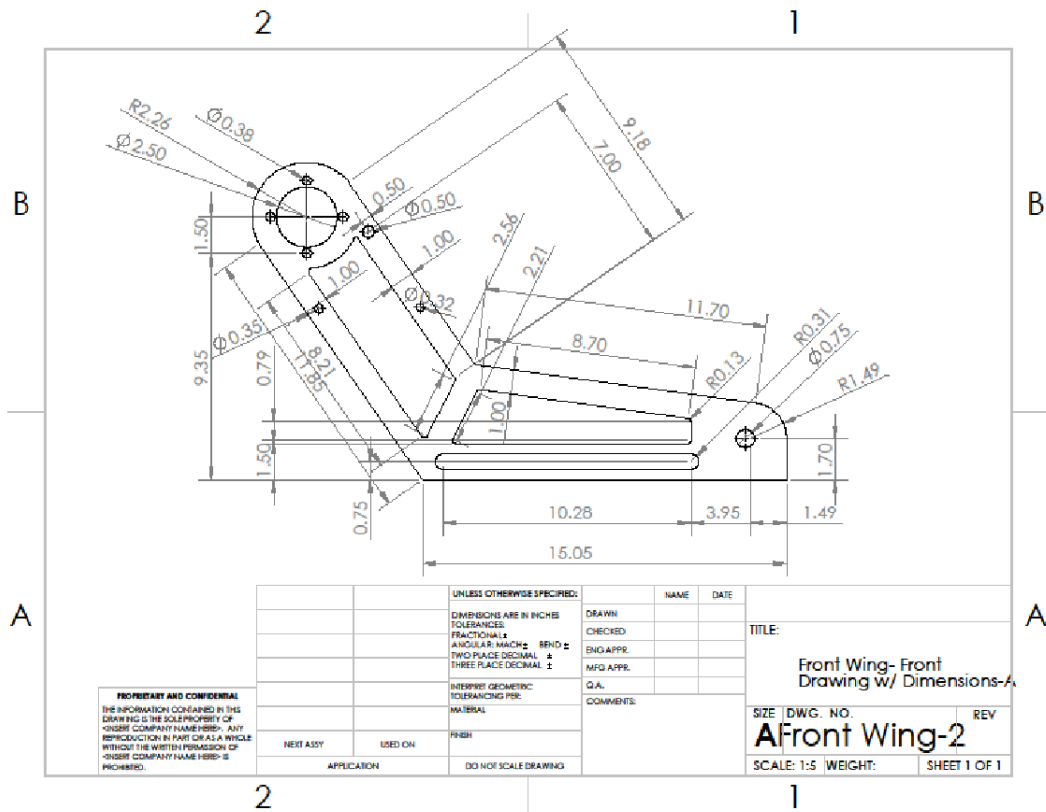 2
1
B
B
A
A
R2.26
Ø0.38
Ø2.50
9.18
7.00
0.50
Ø0.50
2.56
1.50
1.00
2.21
1.00
Ø0.32
11.70
Ø0.35
8.70
R0.31
Ø0.75
9.35
0.79
8.21
11.85
R0.13
R1.49
1.00
1.50
1.70
0.75
10.28
3.95
1.49
15.05
UNLESS OTHERWISE SPECIFIED:
DIMENSIONS ARE IN INCHES
TOLERANCES:
FRACTIONAL±
ANGULAR: MACH± BEND ±
TWO PLACE DECIMAL ±
THREE PLACE DECIMAL ±
INTERPRET GEOMETRIC
TOLERANCING PER:
MATERIAL
FINISH
DO NOT SCALE DRAWING
NAME DATE
DRAWN
CHECKED
ENG APPR.
MFG APPR.
Q.A.
COMMENTS:
TITLE:
Front Wing- Front
Drawing w/ Dimensions-A
SIZE DWG. NO. REV
A Front Wing-2
SCALE: 1:5 WEIGHT: SHEET 1 OF 1
PROPRIETARY AND CONFIDENTIAL
THE INFORMATION CONTAINED IN THIS
DRAWING IS THE SOLE PROPERTY OF
<INSERT COMPANY NAME HERE>. ANY
REPRODUCTION IN PART OR AS A WHOLE
WITHOUT THE WRITTEN PERMISSION OF
<INSERT COMPANY NAME HERE> IS
PROHIBITED.
NEXT ASSY USED ON
APPLICATION
2
1